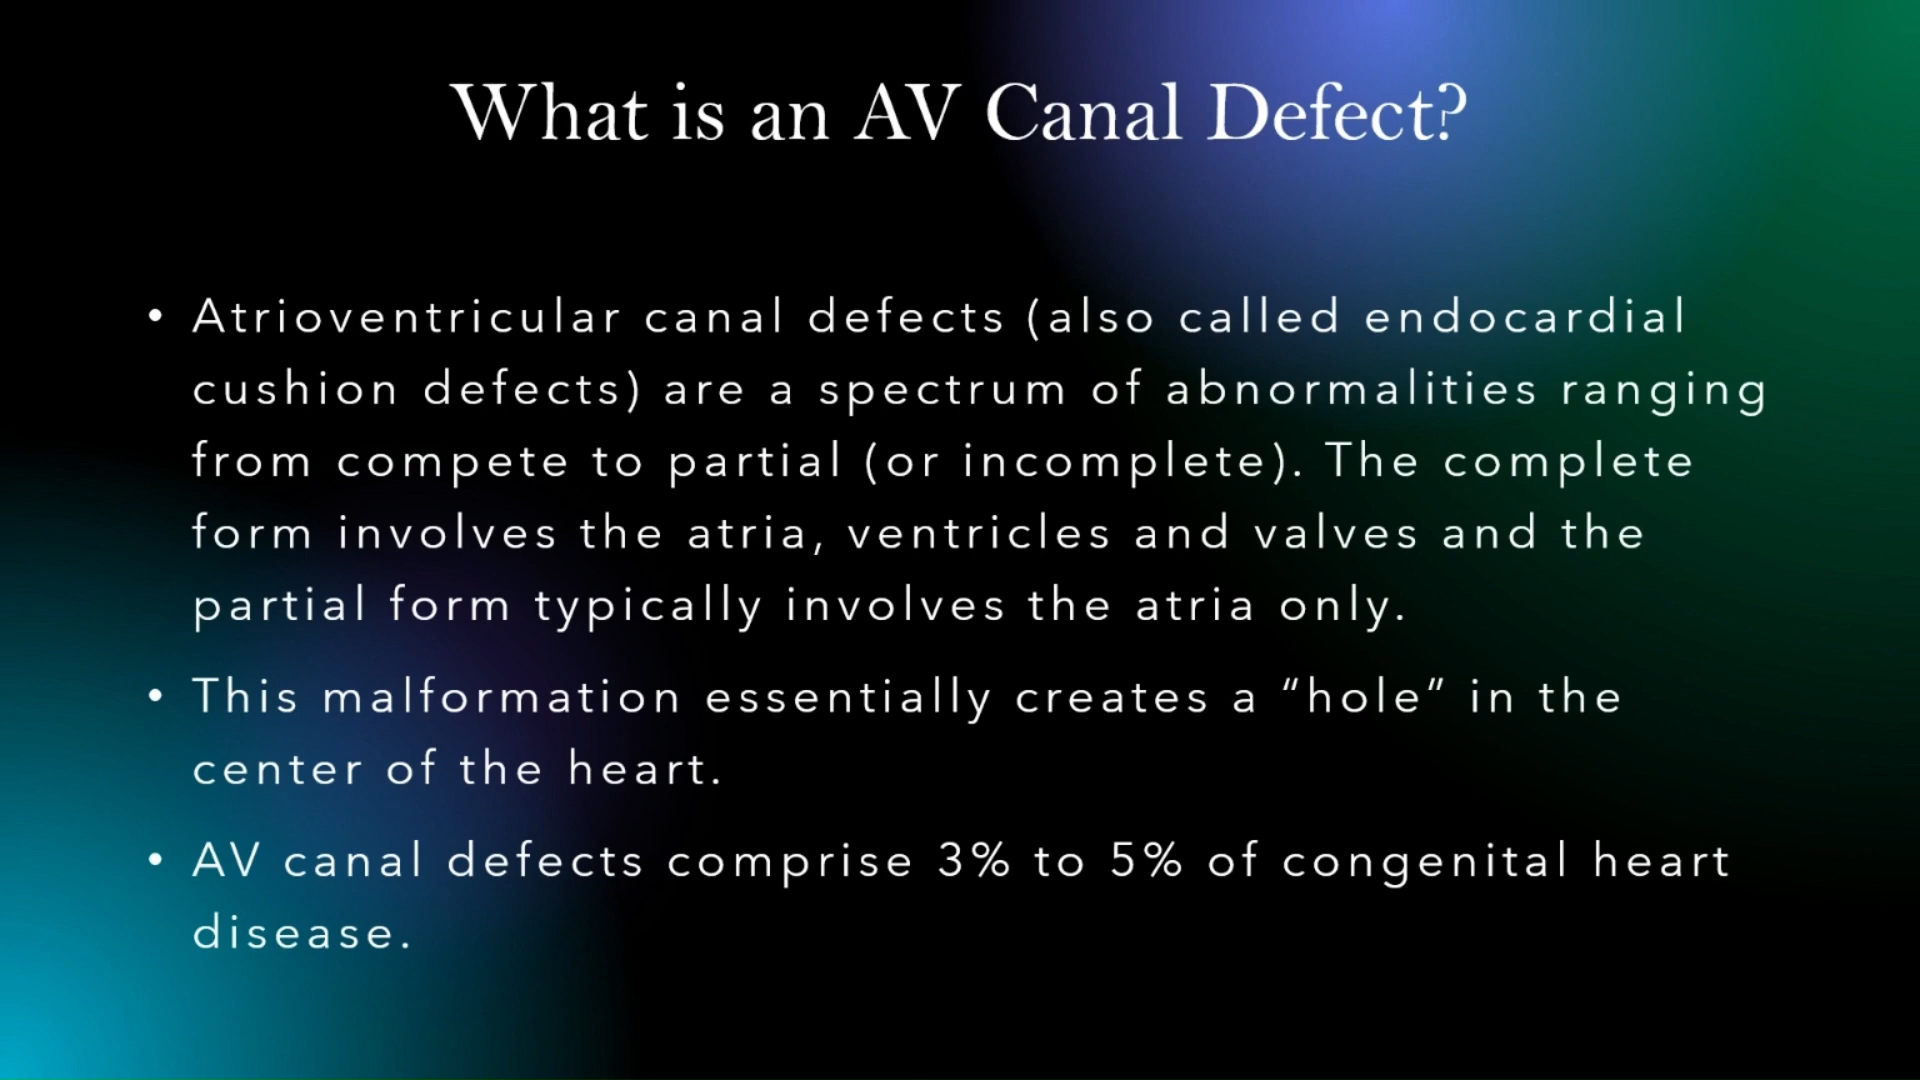 What is an AV Canal Defect?
• Atrioventricular canal defects (also called endocardial
cushion defects) are a spectrum of abnormalities ranging
from compete to partial (or incomplete). The complete
form involves the atria, ventricles and valves and the
partial form typically involves the atria only.
• This malformation essentially creates a “hole” in the
center of the heart.
• AV canal defects comprise 3% to 5% of congenital heart
disease.